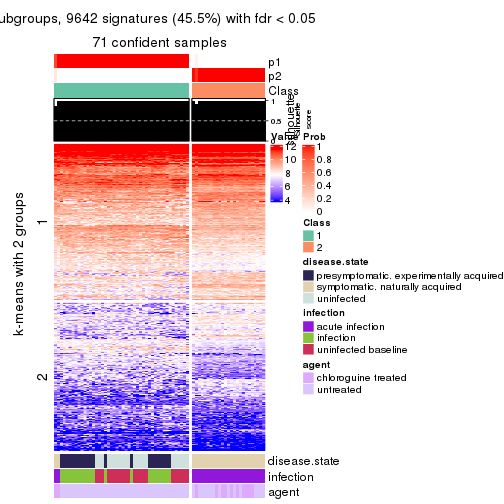 ubgroups, 9642 signatures (45.5%) with fdr < 0.05
71 confident samples
p1
p2
Class
1
0.5
0
silhouette
score
k-means with 2 groups
1
2
Value
12
10
8
6
4
Prob
1
0.8
0.6
0.4
0.2
0
Class
1
2
disease.state
presymptomatic. experimentally acquired
symptomatic. naturally acquired
uninfected
infection
acute infection
infection
uninfected baseline
agent
chloroguine treated
untreated
disease.state
infection
agent